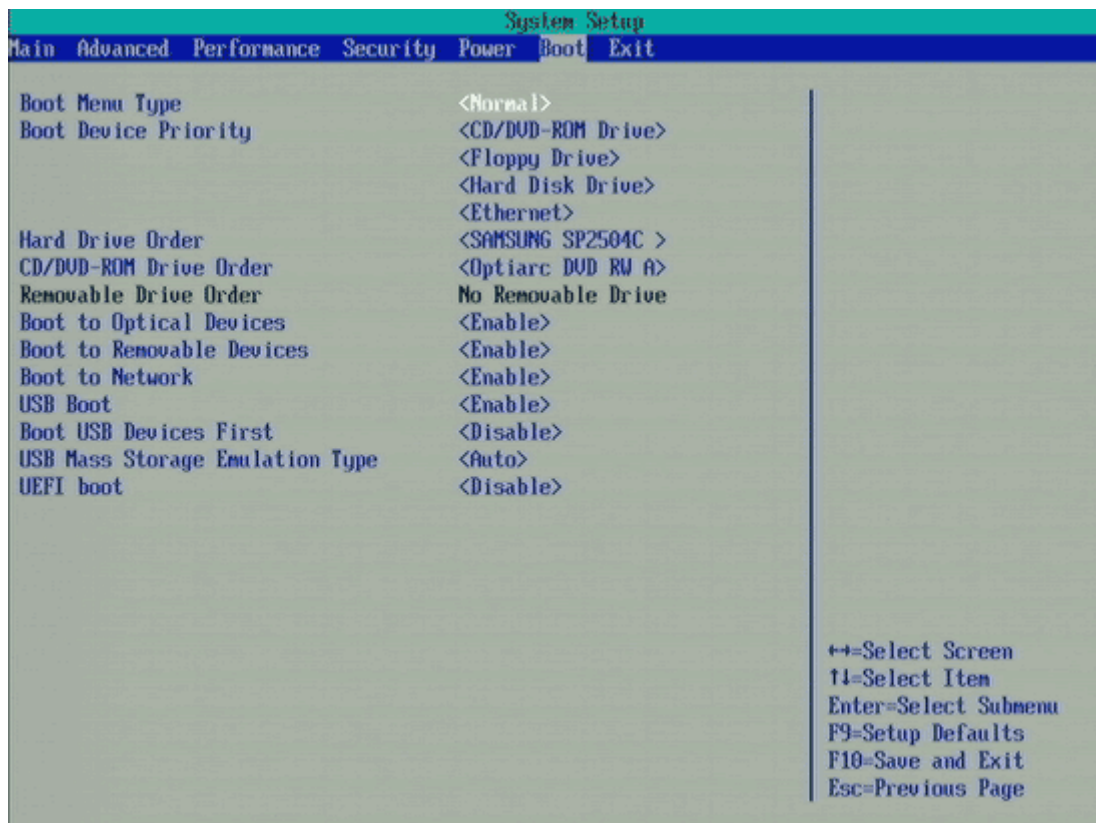 System Setup
Main Advanced Performance Security Power Boot Exit
Boot Menu Type <Normal>
Boot Device Priority <CD/DVD-ROM Drive>
<Floppy Drive>
<Hard Disk Drive>
<Ethernet>
Hard Drive Order <SAMSUNG SP2504C >
CD/DVD-ROM Drive Order <Optiarc DVD RW A>
Removable Drive Order No Removable Drive
Boot to Optical Devices <Enable>
Boot to Removable Devices <Enable>
Boot to Network <Enable>
USB Boot <Enable>
Boot USB Devices First <Disable>
USB Mass Storage Emulation Type <Auto>
UEFI boot <Disable>
↔=Select Screen
↑↓=Select Item
Enter=Select Submenu
F9=Setup Defaults
F10=Save and Exit
Esc=Previous Page